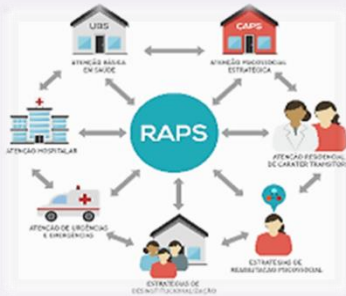 UBS
CAPS
ATENÇÃO BÁSICA
EM SAÚDE
ATENÇÃO PSICOSSOCIAL
ESTRATÉGICA
RAPS
ATENÇÃO HOSPITALAR
ATENÇÃO RESIDENCIAL
DE CARÁTER TRANSITÓRIO
ATENÇÃO DE URGÊNCIAS
E EMERGÊNCIAS
ESTRATÉGIAS DE
REABILITAÇÃO PSICOSSOCIAL
ESTRATÉGIAS DE
DESINSTITUCIONALIZAÇÃO